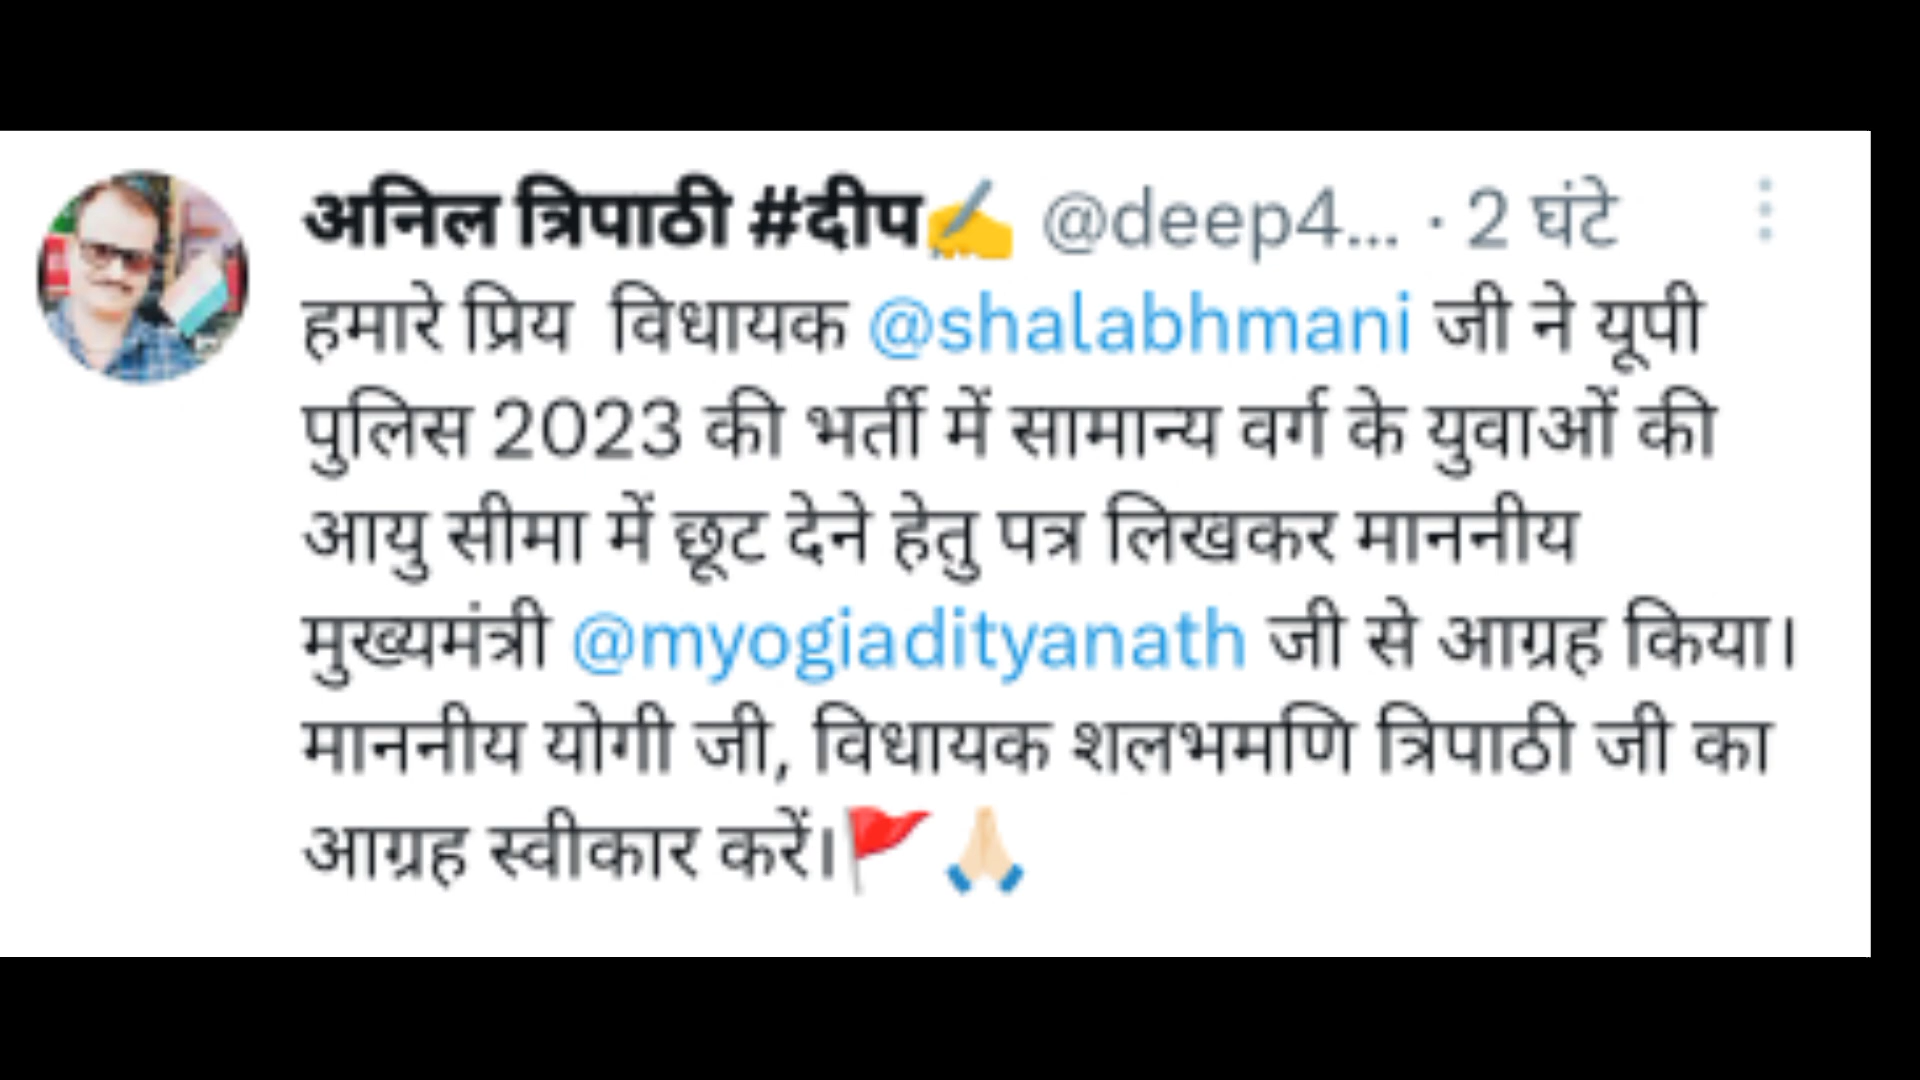 अनिल त्रिपाठी #दीप✍️ @deep4... · 2 घंटे
हमारे प्रिय विधायक @shalabhmani जी ने यूपी
पुलिस 2023 की भर्ती में सामान्य वर्ग के युवाओं की
आयु सीमा में छूट देने हेतु पत्र लिखकर माननीय
मुख्यमंत्री @myogiadityanath जी से आग्रह किया।
माननीय योगी जी, विधायक शलभमणि त्रिपाठी जी का
आग्रह स्वीकार करें।🚩🙏🏻